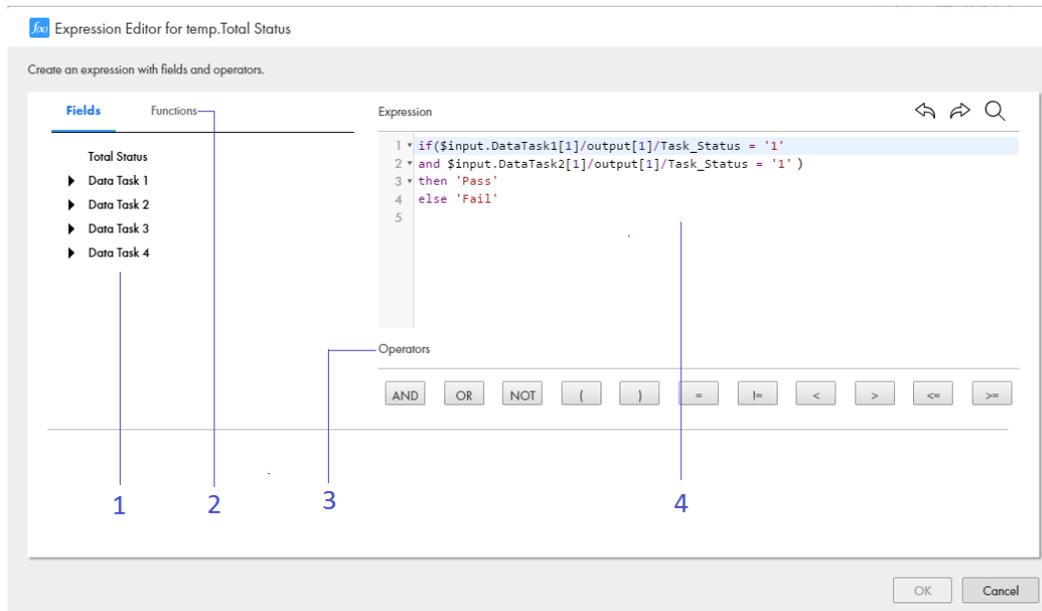 f(x) Expression Editor for temp.Total Status
Create an expression with fields and operators.
Fields Functions
Expression
Total Status
Data Task 1
Data Task 2
Data Task 3
Data Task 4
1 if($input.DataTask1[1]/output[1]/Task_Status = '1'
2 and $input.DataTask2[1]/output[1]/Task_Status = '1' )
3 then 'Pass'
4 else 'Fail'
5
Operators
AND OR NOT ( ) = != < > <= >=
1 2 3 4
OK Cancel